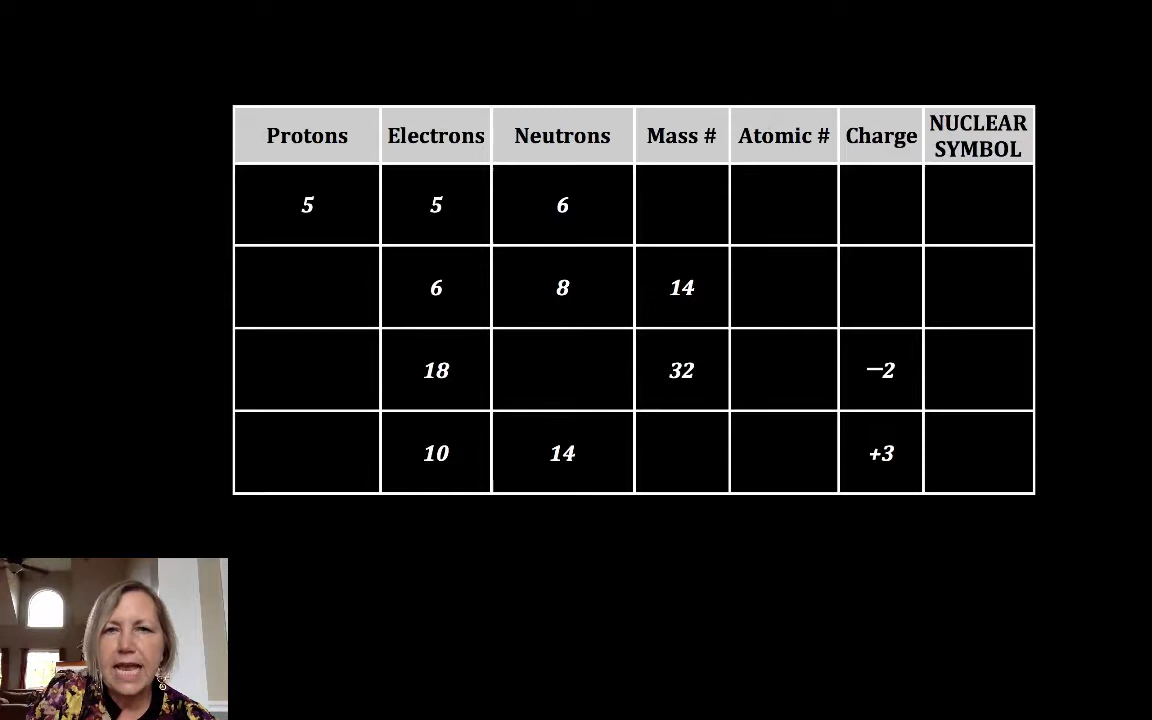 Protons Electrons Neutrons Mass # Atomic # Charge NUCLEAR
SYMBOL
5 5 6
6 8 14
18 32 −2
10 14 +3